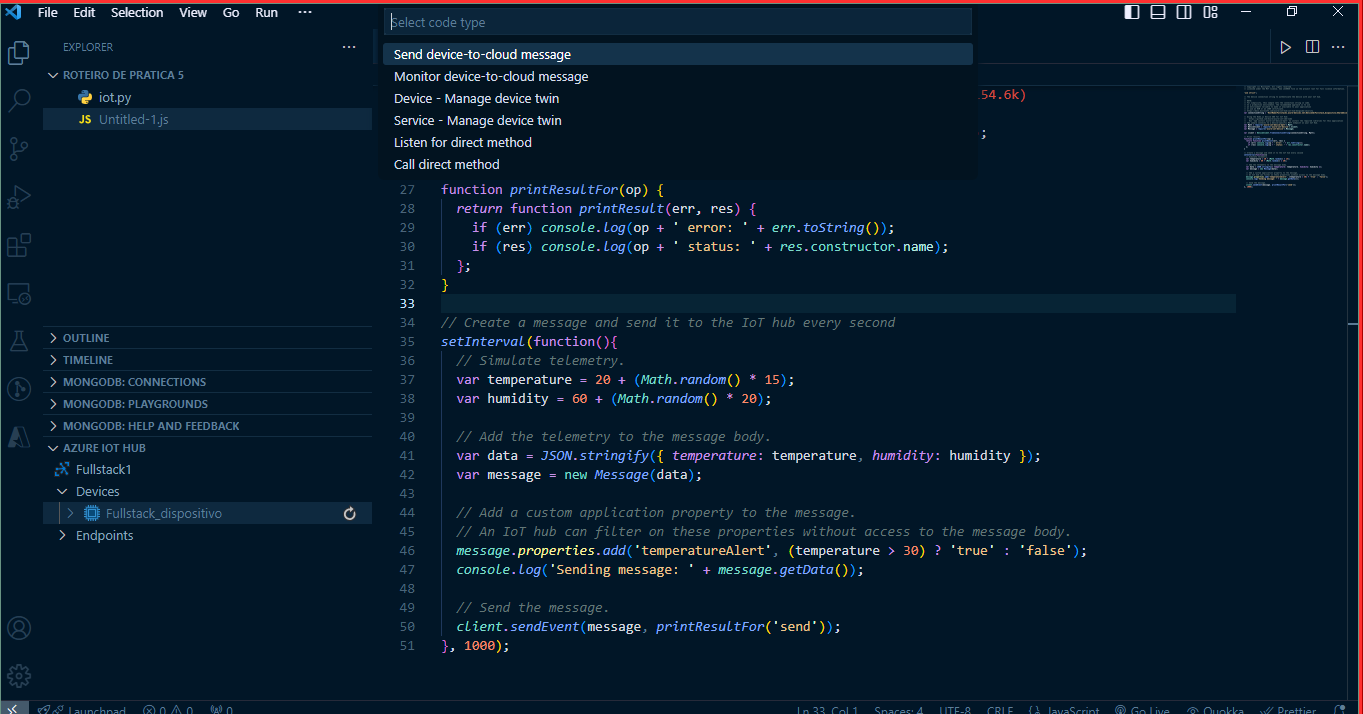 File Edit Selection View Go Run ···
Select code type
Send device-to-cloud message
Monitor device-to-cloud message
Device - Manage device twin
Service - Manage device twin
Listen for direct method
Call direct method
EXPLORER
ROTEIRO DE PRATICA 5
iot.py
JS Untitled-1.js
OUTLINE
TIMELINE
MONGODB: CONNECTIONS
MONGODB: PLAYGROUNDS
MONGODB: HELP AND FEEDBACK
AZURE IOT HUB
Fullstack1
Devices
Fullstack_dispositivo
Endpoints
54.6k)
;
27 function printResultFor(op) {
28 return function printResult(err, res) {
29 if (err) console.log(op + ' error: ' + err.toString());
30 if (res) console.log(op + ' status: ' + res.constructor.name);
31 };
32 }
33
34 // Create a message and send it to the IoT hub every second
35 setInterval(function(){
36 // Simulate telemetry.
37 var temperature = 20 + (Math.random() * 15);
38 var humidity = 60 + (Math.random() * 20);
39
40 // Add the telemetry to the message body.
41 var data = JSON.stringify({ temperature: temperature, humidity: humidity });
42 var message = new Message(data);
43
44 // Add a custom application property to the message.
45 // An IoT hub can filter on these properties without access to the message body.
46 message.properties.add('temperatureAlert', (temperature > 30) ? 'true' : 'false');
47 console.log('Sending message: ' + message.getData());
48
49 // Send the message.
50 client.sendEvent(message, printResultFor('send'));
51 }, 1000);
Launchpad 0 0 0 Ln 33, Col 1 Spaces: 4 UTF-8 CRLF {} JavaScript Go Live Quokka Prettier